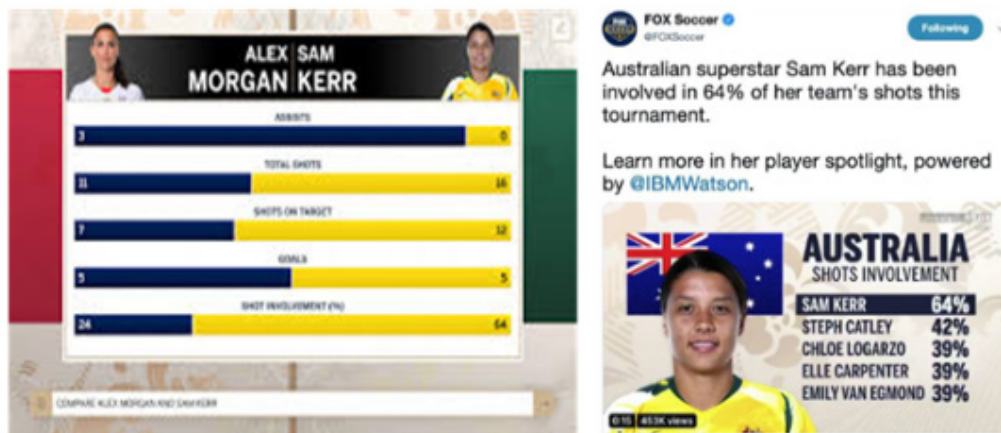 ALEX SAM
MORGAN KERR
ASSISTS
3 0
TOTAL SHOTS
11 16
SHOTS ON TARGET
7 12
GOALS
5 5
SHOT INVOLVEMENT (%)
24 64
COMPARE ALEX MORGAN AND SAM KERR
FOX Soccer
@FOXSoccer
Following
Australian superstar Sam Kerr has been
involved in 64% of her team's shots this
tournament.
Learn more in her player spotlight, powered
by @IBMWatson.
AUSTRALIA
SHOTS INVOLVEMENT
SAM KERR 64%
STEPH CATLEY 42%
CHLOE LOGARZO 39%
ELLE CARPENTER 39%
EMILY VAN EGMOND 39%
0:15 453K views